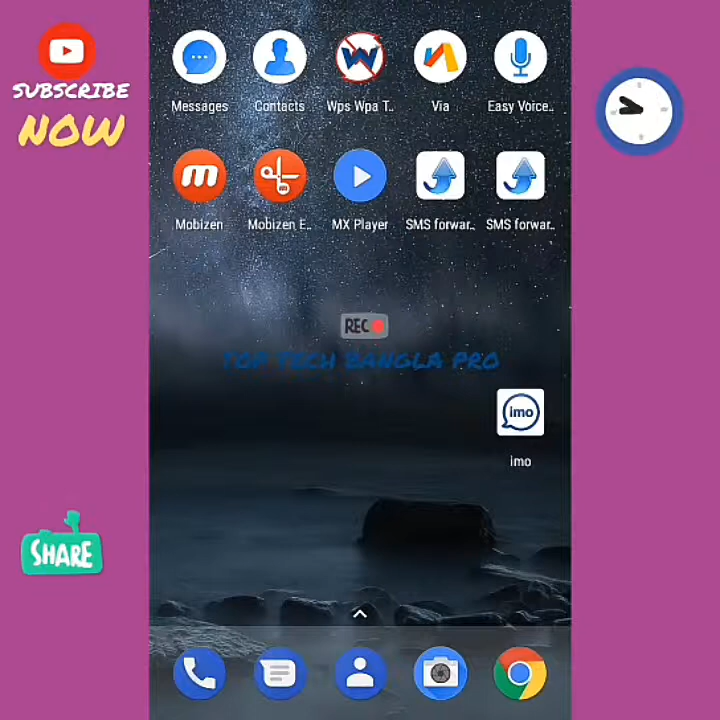 SUBSCRIBE
NOW
Messages
Contacts
Wps Wpa T..
Via
Easy Voice..
Mobizen
Mobizen E..
MX Player
SMS forwar..
SMS forwar..
REC
TOP TECH BANGLA PRO
imo
imo
SHARE